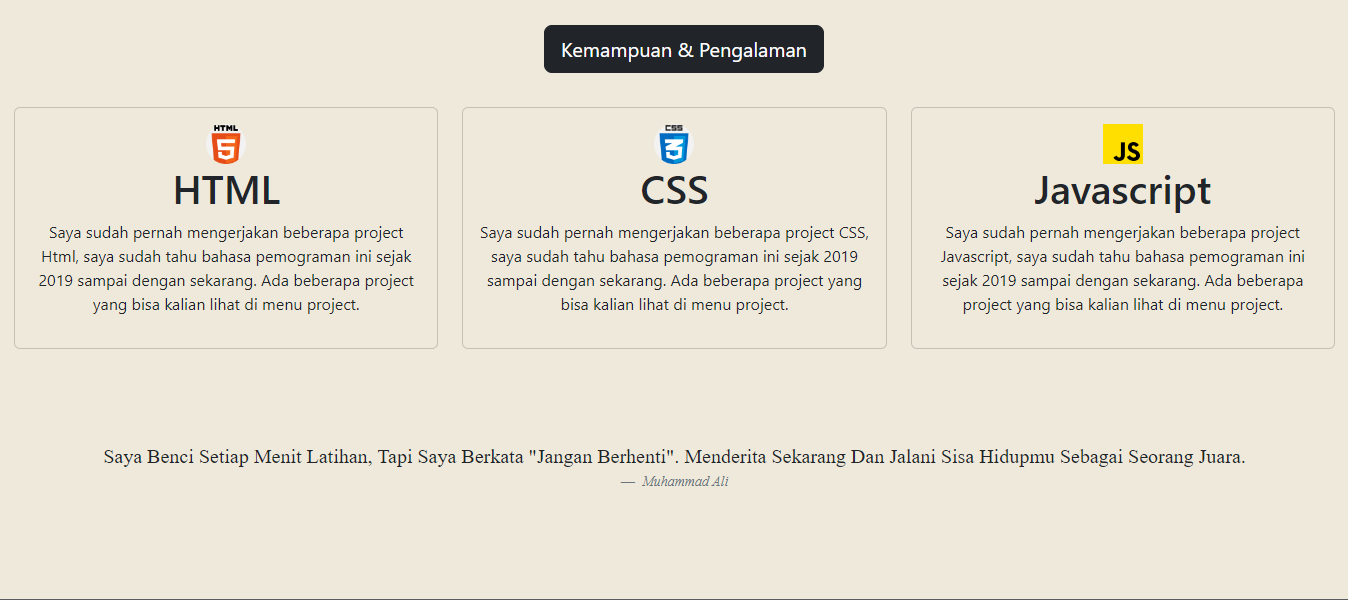 Kemampuan & Pengalaman
HTML
5
HTML
Saya sudah pernah mengerjakan beberapa project
Html, saya sudah tahu bahasa pemograman ini sejak
2019 sampai dengan sekarang. Ada beberapa project
yang bisa kalian lihat di menu project.
CSS
3
CSS
Saya sudah pernah mengerjakan beberapa project CSS,
saya sudah tahu bahasa pemograman ini sejak 2019
sampai dengan sekarang. Ada beberapa project yang
bisa kalian lihat di menu project.
JS
Javascript
Saya sudah pernah mengerjakan beberapa project
Javascript, saya sudah tahu bahasa pemograman ini
sejak 2019 sampai dengan sekarang. Ada beberapa
project yang bisa kalian lihat di menu project.
Saya Benci Setiap Menit Latihan, Tapi Saya Berkata "Jangan Berhenti". Menderita Sekarang Dan Jalani Sisa Hidupmu Sebagai Seorang Juara.
— Muhammad Ali